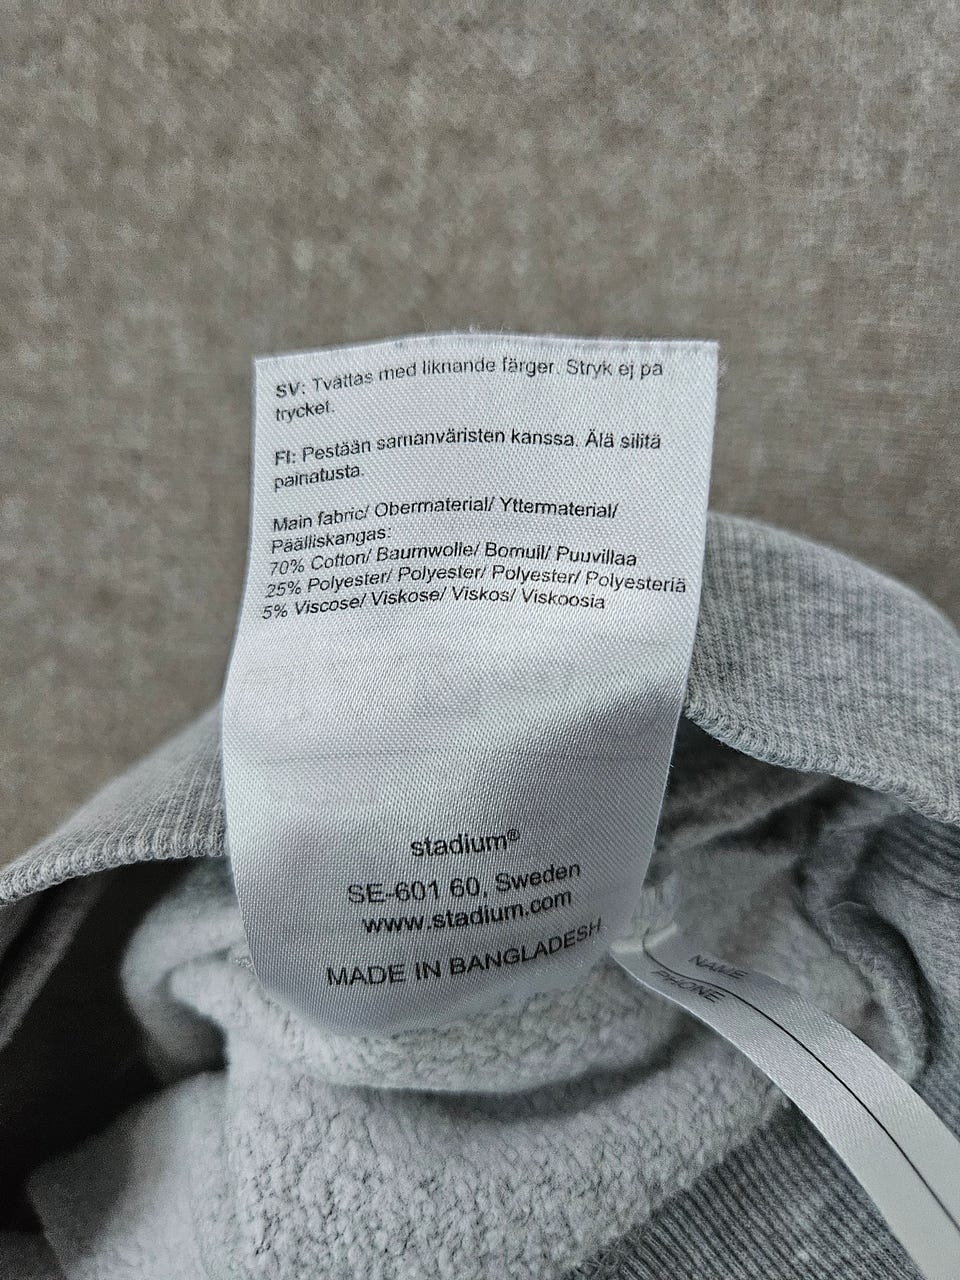 SV: Tvättas med liknande färger. Stryk ej på
trycket.
FI: Pestään samanväristen kanssa. Älä silitä
painatusta.
Main fabric/ Obermaterial/ Yttermaterial/
Päälliskangas:
70% Cotton/ Baumwolle/ Bomull/ Puuvillaa
25% Polyester/ Polyester/ Polyester/ Polyesteriä
5% Viscose/ Viskose/ Viskos/ Viskoosia
stadium®
SE-601 60, Sweden
www.stadium.com
MADE IN BANGLADESH
NAME
PHONE